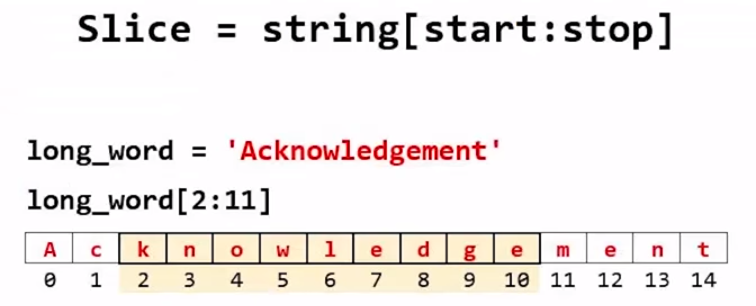 Slice = string[start:stop]
long_word = 'Acknowledgement'
long_word[2:11]
A c k n o w l e d g e m e n t
0 1 2 3 4 5 6 7 8 9 10 11 12 13 14